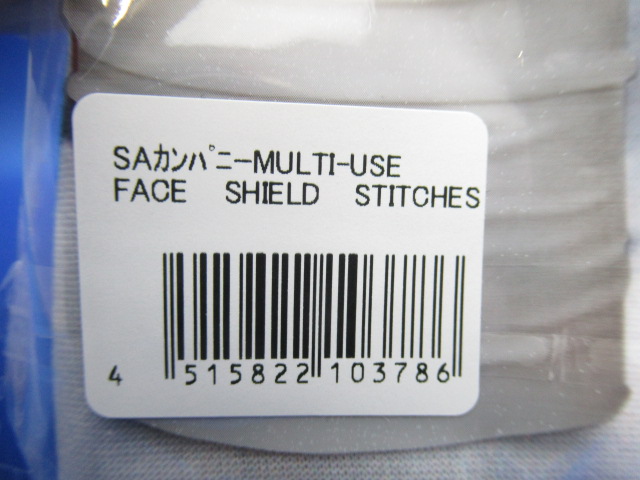 SAｶﾝﾊﾟﾆｰMULTI-USE
FACE SHIELD STITCHES
4 515822 103786